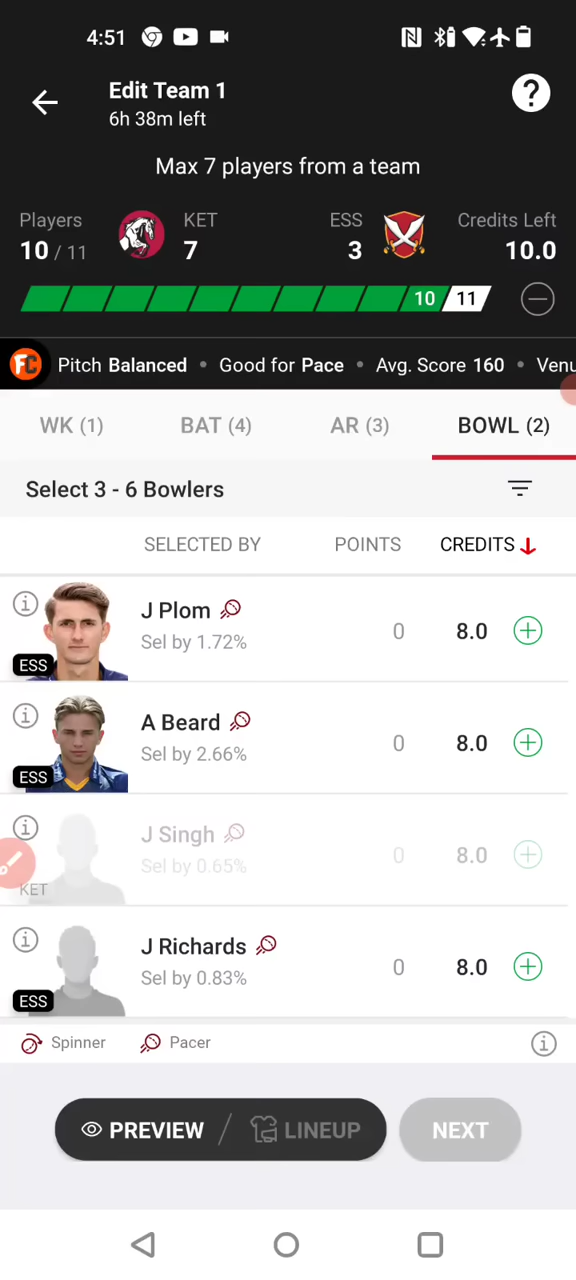 4:51
Edit Team 1
6h 38m left
?
Max 7 players from a team
Players
10 / 11
KET
7
ESS
3
Credits Left
10.0
10
11
FC
Pitch Balanced • Good for Pace • Avg. Score 160 • Venu
WK (1)
BAT (4)
AR (3)
BOWL (2)
Select 3 - 6 Bowlers
SELECTED BY
POINTS
CREDITS
J Plom
Sel by 1.72%
ESS
0
8.0
A Beard
Sel by 2.66%
ESS
0
8.0
J Singh
Sel by 0.65%
KET
0
8.0
J Richards
Sel by 0.83%
ESS
0
8.0
Spinner
Pacer
PREVIEW / LINEUP
NEXT